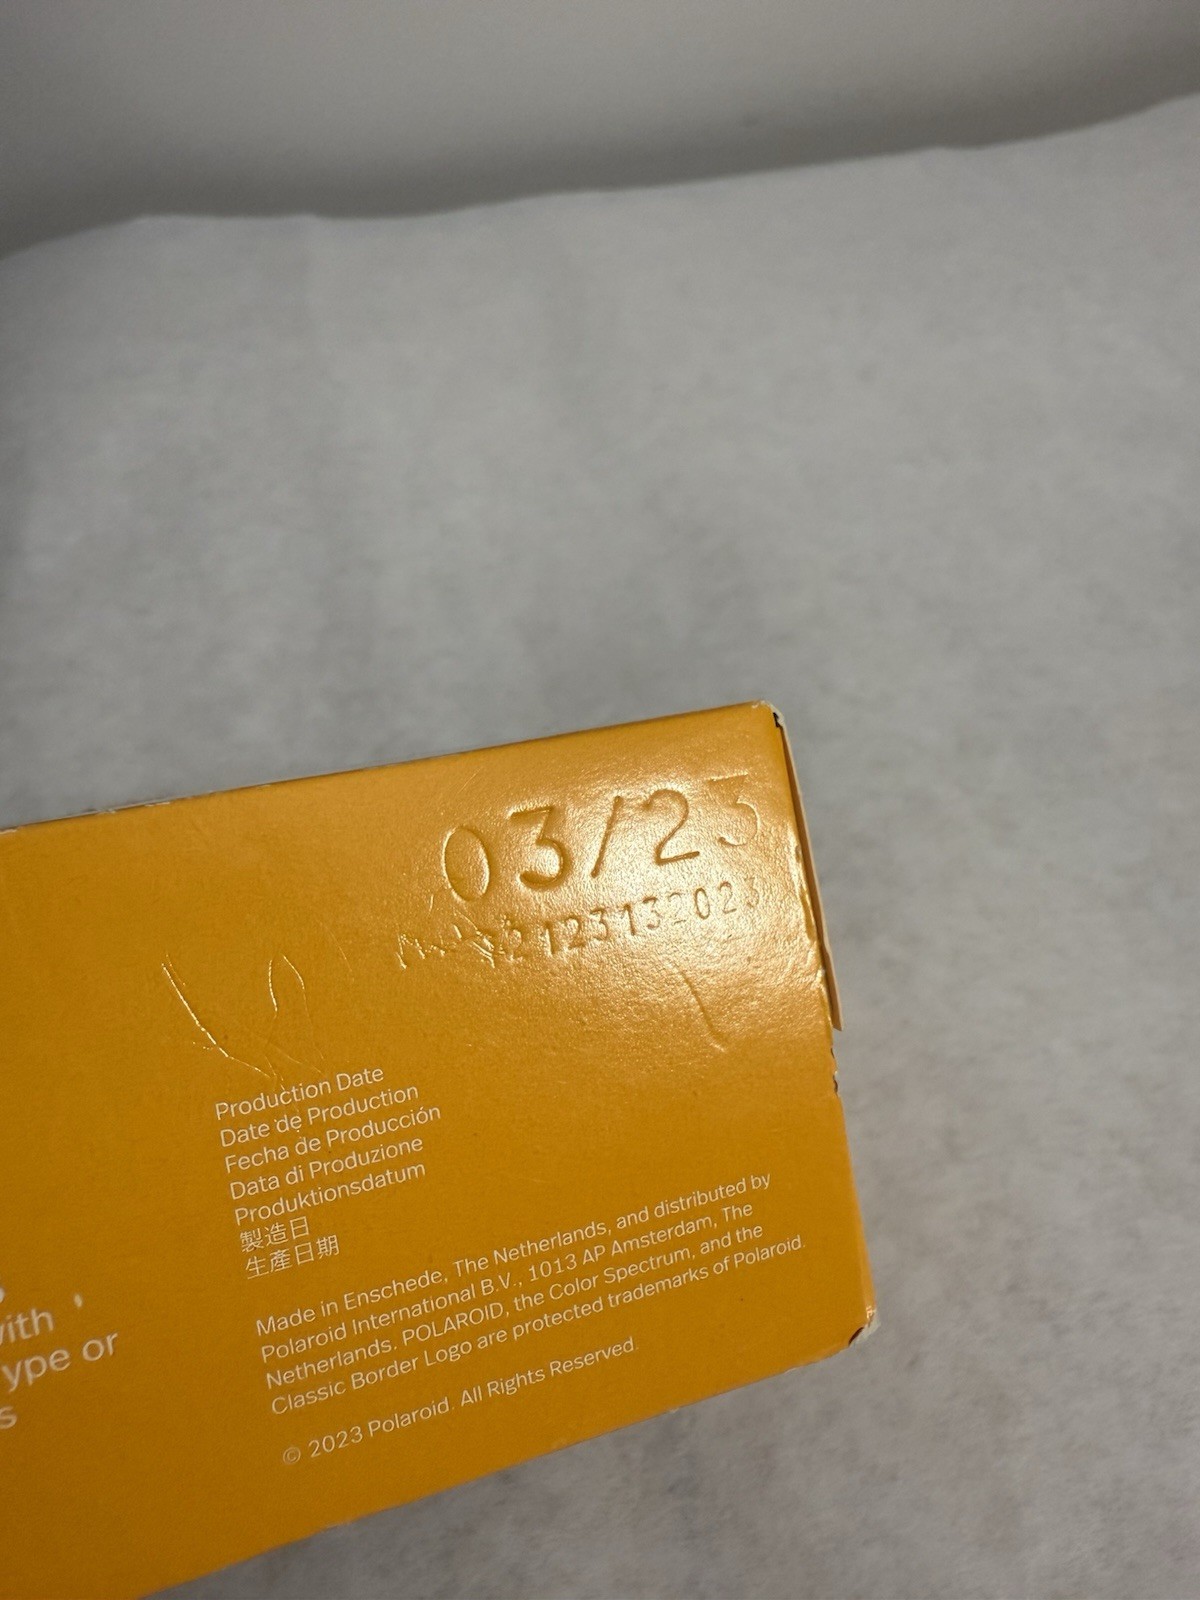 03/23
2123132023
Production Date
Date de Production
Fecha de Producción
Data di Produzione
Produktionsdatum
製造日
生産日期
Made in Enschede, The Netherlands, and distributed by
Polaroid International B.V., 1013 AP Amsterdam, The
Netherlands. POLAROID, the Color Spectrum, and the
Classic Border Logo are protected trademarks of Polaroid.
© 2023 Polaroid. All Rights Reserved.
with
ype or
s